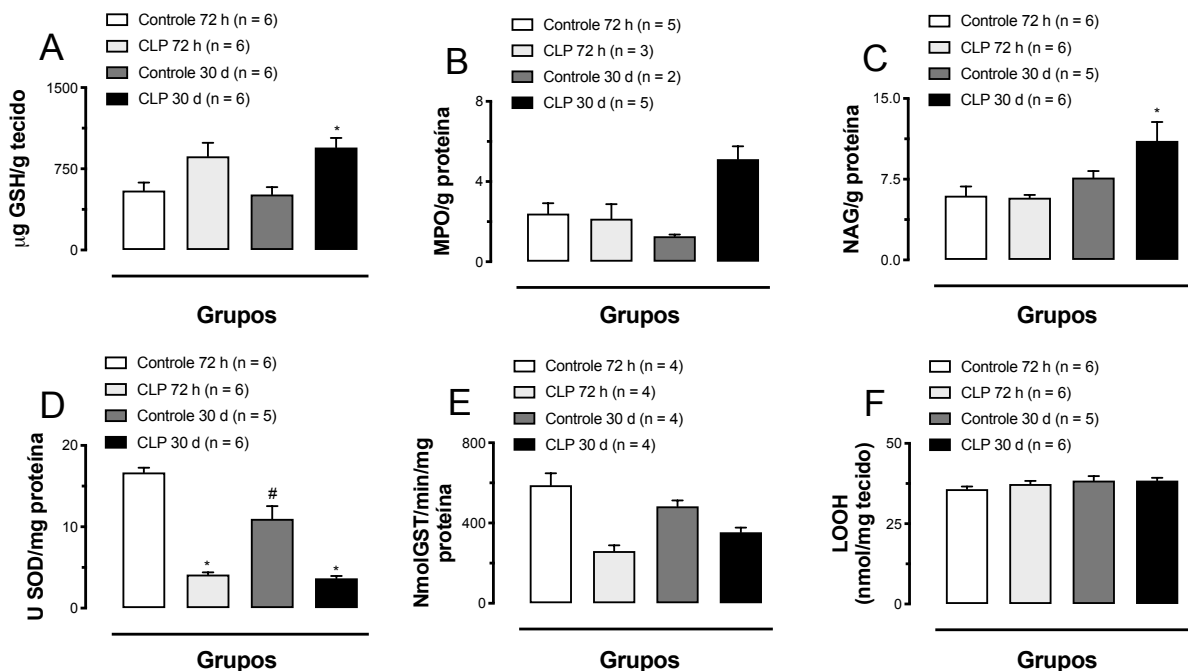 A
Controle 72 h (n = 6)
CLP 72 h (n = 6)
Controle 30 d (n = 6)
CLP 30 d (n = 6)
µg GSH/g tecido
1500
750
0
*
Grupos
B
Controle 72 h (n = 5)
CLP 72 h (n = 3)
Controle 30 d (n = 2)
CLP 30 d (n = 5)
MPO/g proteína
8
4
0
Grupos
C
Controle 72 h (n = 6)
CLP 72 h (n = 6)
Controle 30 d (n = 5)
CLP 30 d (n = 6)
NAG/g proteína
15.0
7.5
0.0
*
Grupos
D
Controle 72 h (n = 6)
CLP 72 h (n = 6)
Controle 30 d (n = 5)
CLP 30 d (n = 6)
U SOD/mg proteína
20
10
0
*
#
*
Grupos
E
Controle 72 h (n = 4)
CLP 72 h (n = 4)
Controle 30 d (n = 4)
CLP 30 d (n = 4)
NmolGST/min/mg
proteína
800
400
0
Grupos
F
Controle 72 h (n = 6)
CLP 72 h (n = 6)
Controle 30 d (n = 5)
CLP 30 d (n = 6)
LOOH
(nmol/mg tecido)
50
25
0
Grupos